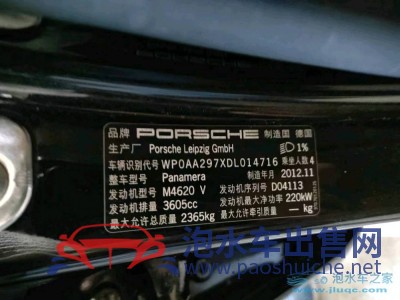 品牌 PORSCHE 制造国 德国
生产厂 Porsche Leipzig GmbH 1%
车辆识别代号 WP0AA297XDL014716 乘坐人数 4
整车型号 Panamera 制造年月 2012.11
发动机型号 M4620 V 发动机序列号 D04113
发动机排量 3605cc 发动机最大净功率 220kW
最大允许总质量 2365kg 最大允许牵引质量 — kg
泡水车出售网
www.paoshuiche.net
泡水车之家
www.jluqc.com